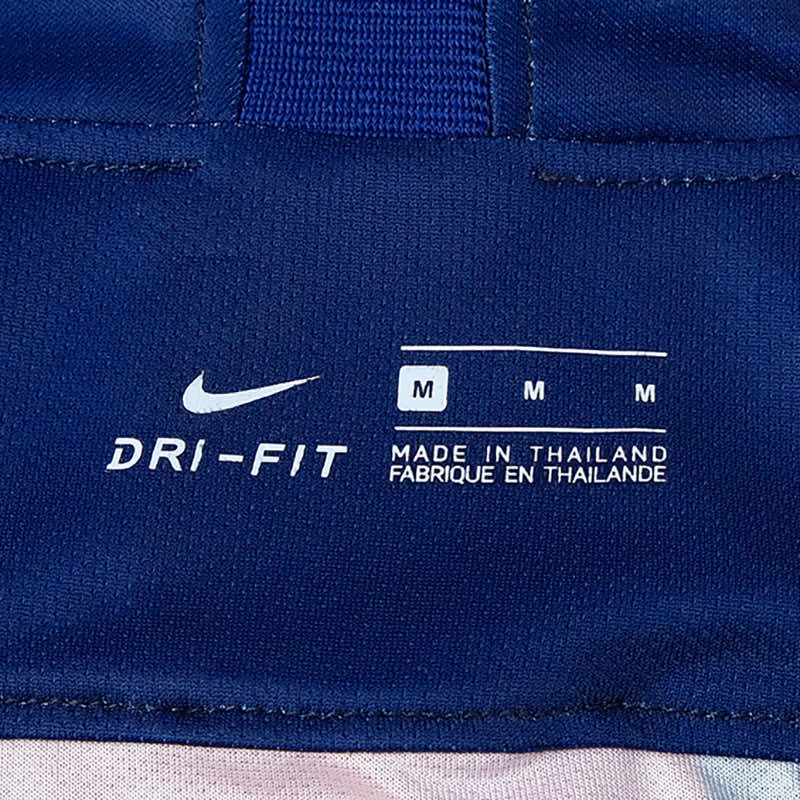 M M M
DRI-FIT
MADE IN THAILAND
FABRIQUE EN THAILANDE